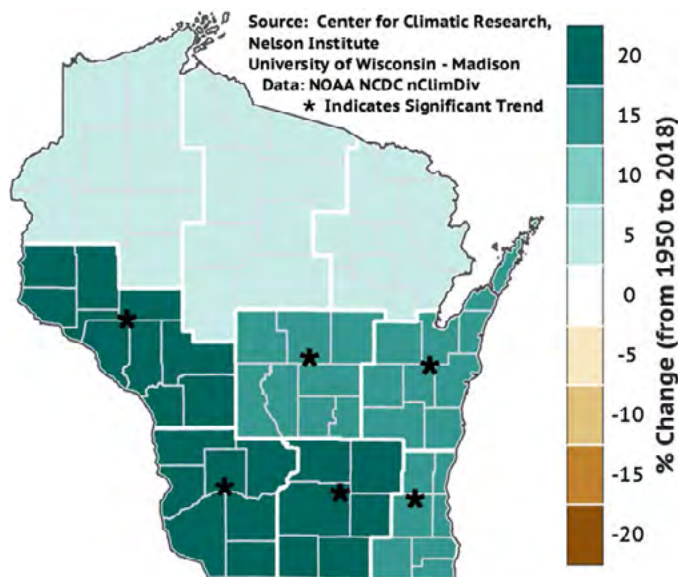 Source: Center for Climatic Research,
Nelson Institute
University of Wisconsin - Madison
Data: NOAA NCDC nClimDiv
* Indicates Significant Trend
20
15
10
5
0
-5
-10
-15
-20
% Change (from 1950 to 2018)